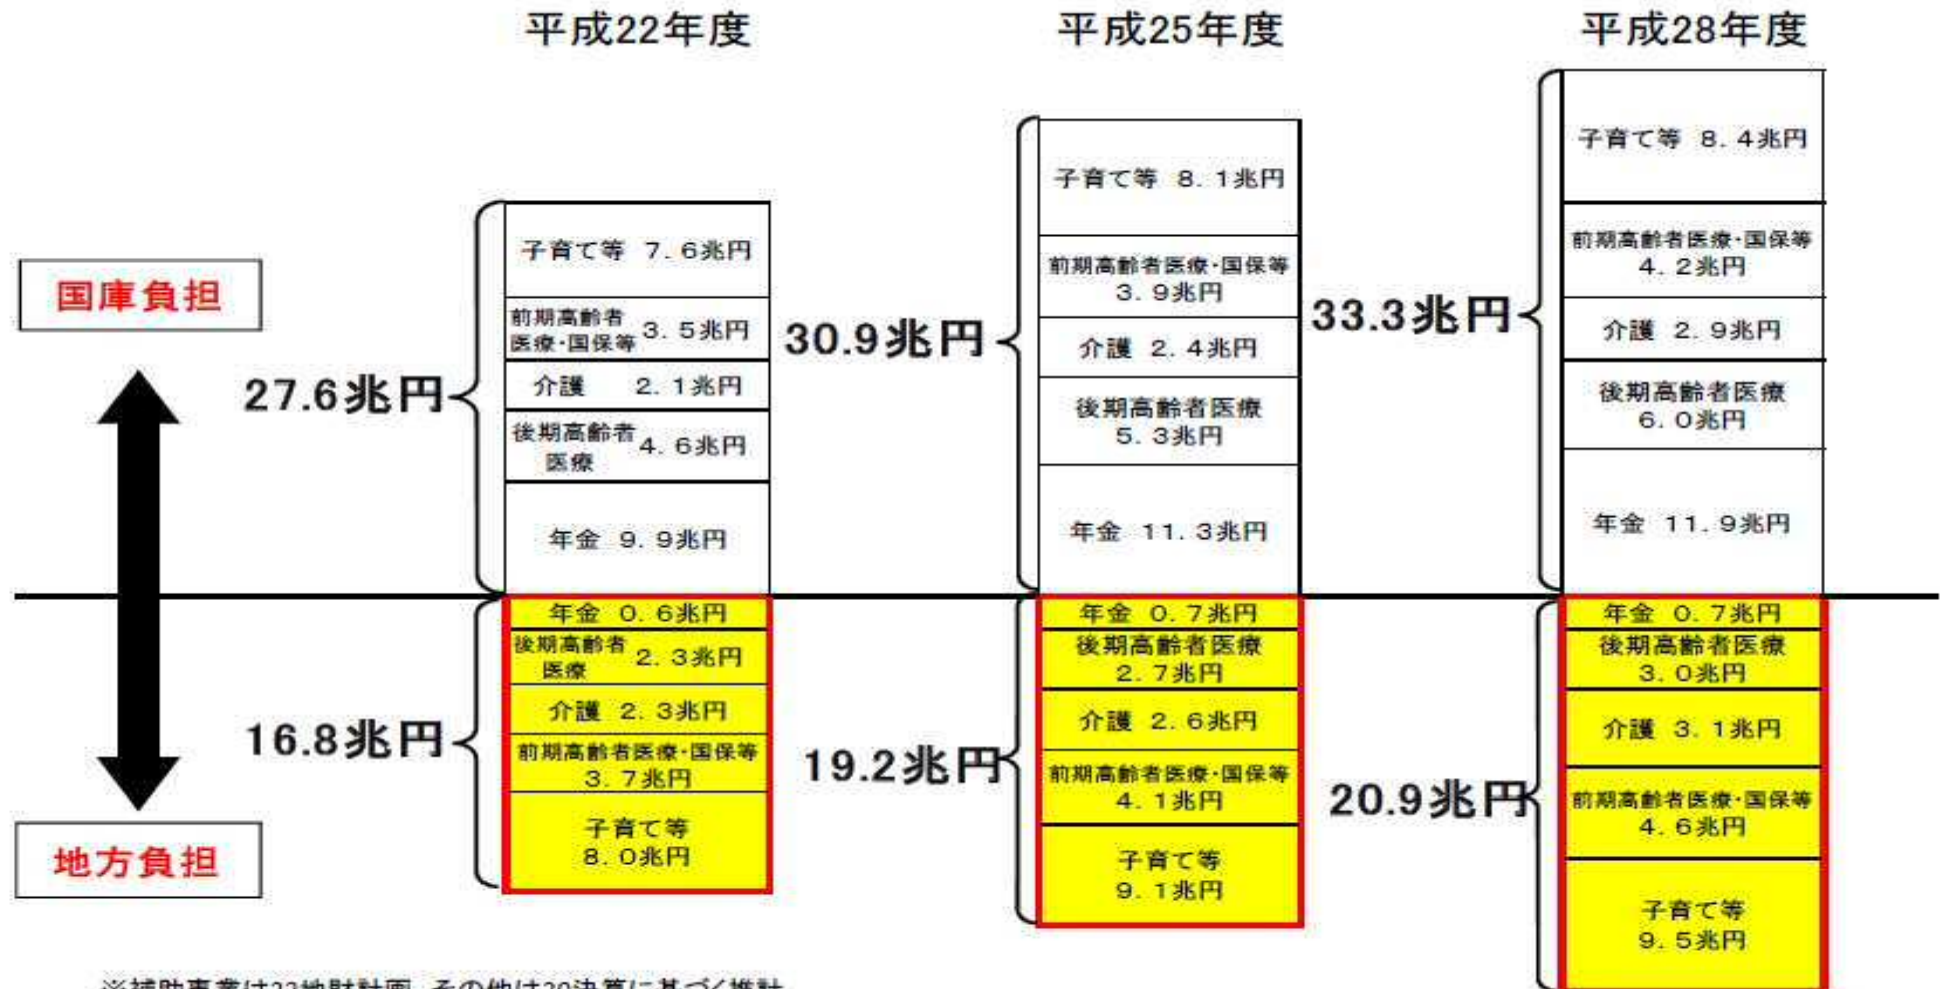 平成22年度
平成25年度
平成28年度
国庫負担
地方負担
27.6兆円
子育て等 7.6兆円
前期高齢者
医療・国保等 3.5兆円
介護 2.1兆円
後期高齢者
医療 4.6兆円
年金 9.9兆円
16.8兆円
年金 0.6兆円
後期高齢者
医療 2.3兆円
介護 2.3兆円
前期高齢者医療・国保等
3.7兆円
子育て等
8.0兆円
30.9兆円
子育て等 8.1兆円
前期高齢者医療・国保等
3.9兆円
介護 2.4兆円
後期高齢者医療
5.3兆円
年金 11.3兆円
19.2兆円
年金 0.7兆円
後期高齢者医療
2.7兆円
介護 2.6兆円
前期高齢者医療・国保等
4.1兆円
子育て等
9.1兆円
33.3兆円
子育て等 8.4兆円
前期高齢者医療・国保等
4.2兆円
介護 2.9兆円
後期高齢者医療
6.0兆円
年金 11.9兆円
20.9兆円
年金 0.7兆円
後期高齢者医療
3.0兆円
介護 3.1兆円
前期高齢者医療・国保等
4.6兆円
子育て等
9.5兆円